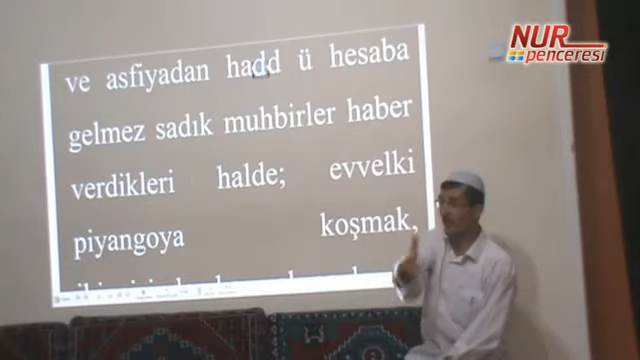 NUR
penceresi
ve asfiyadan hadd ü hesaba
gelmez sadık muhbirler haber
verdikleri halde; evvelki
piyangoya koşmak,